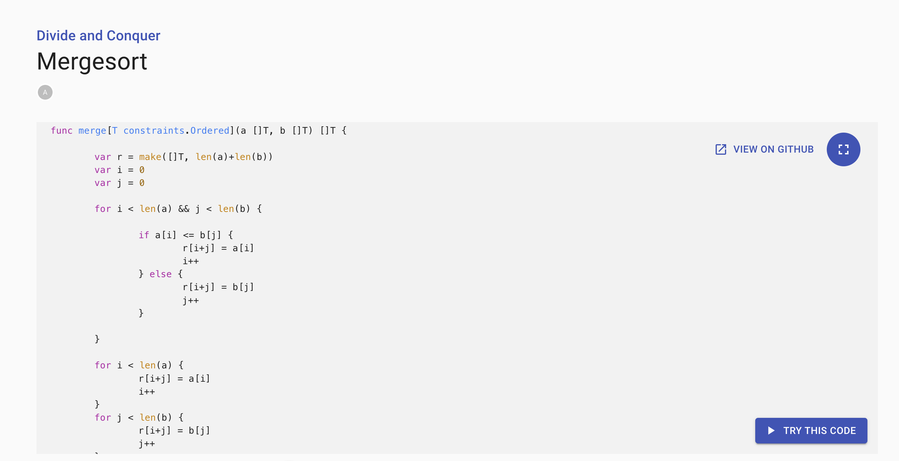 Divide and Conquer
Mergesort
A
func merge[T constraints.Ordered](a []T, b []T) []T {
VIEW ON GITHUB
var r = make([]T, len(a)+len(b))
var i = 0
var j = 0
for i < len(a) && j < len(b) {
if a[i] <= b[j] {
r[i+j] = a[i]
i++
} else {
r[i+j] = b[j]
j++
}
}
for i < len(a) {
r[i+j] = a[i]
i++
}
for j < len(b) {
r[i+j] = b[j]
j++
TRY THIS CODE